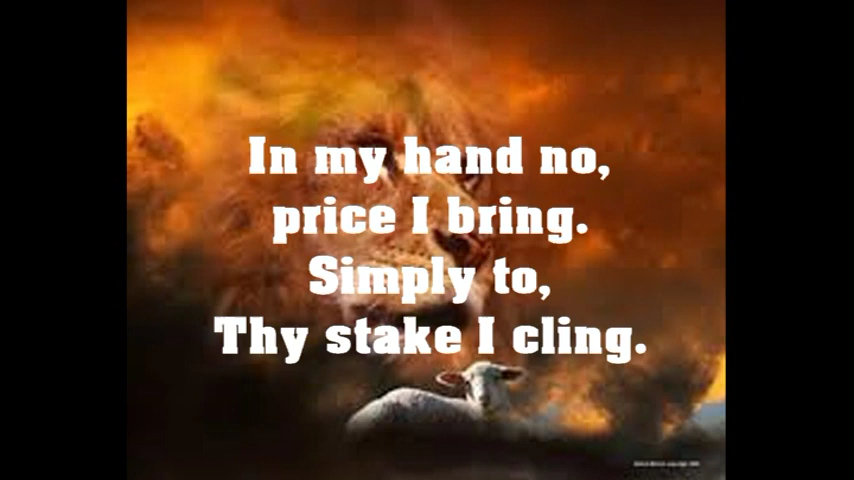 In my hand no,
price I bring.
Simply to,
Thy stake I cling.